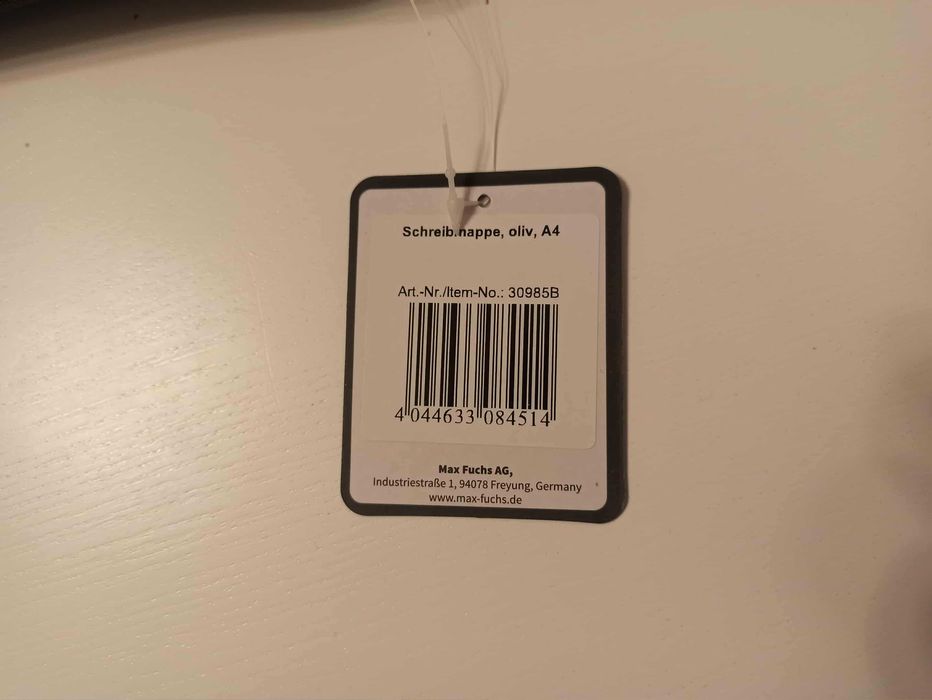 Schreibmappe, oliv, A4
Art.-Nr./Item-No.: 30985B
4 044633 084514
Max Fuchs AG,
Industriestraße 1, 94078 Freyung, Germany
www.max-fuchs.de